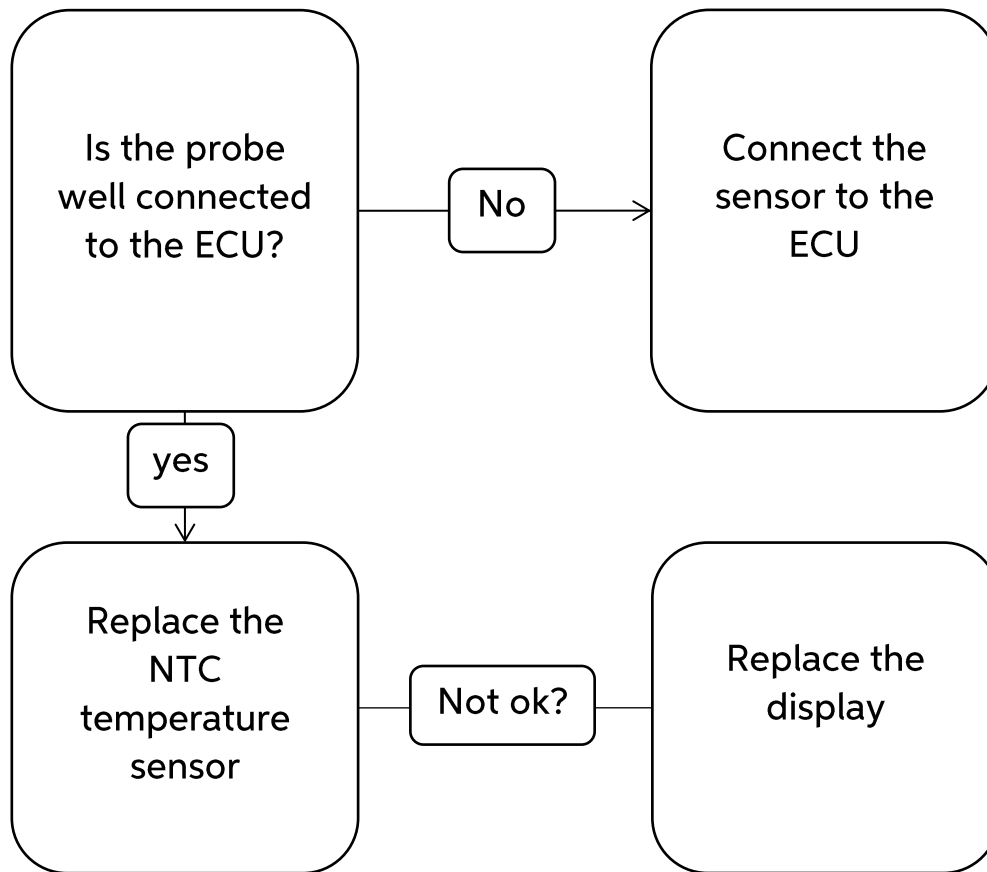 Is the probe
well connected
to the ECU?
No
Connect the
sensor to the
ECU
yes
Replace the
NTC
temperature
sensor
Not ok?
Replace the
display